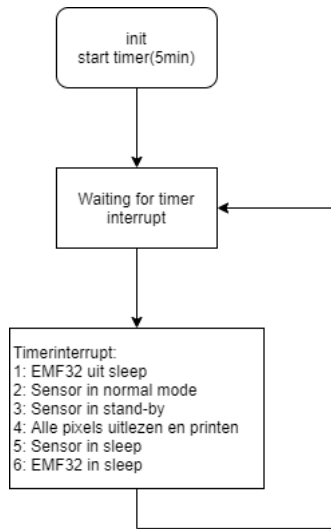 init
start timer(5min)
Waiting for timer
interrupt
Timerinterrupt:
1: EMF32 uit sleep
2: Sensor in normal mode
3: Sensor in stand-by
4: Alle pixels uitlezen en printen
5: Sensor in sleep
6: EMF32 in sleep